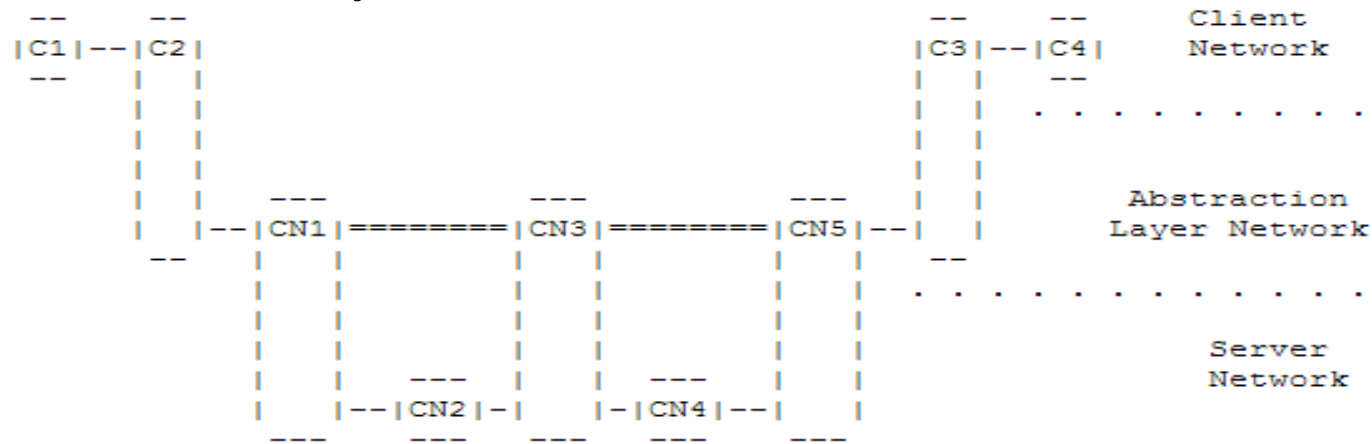 -- -- -- -- Client
|C1|--|C2| |C3|--|C4| Network
-- | | | | --
| | | | . . . . . . . . .
| | | |
| | | |
| | --- --- --- | | Abstraction
| |--|CN1|========|CN3|========|CN5|--| | Layer Network
-- | | | | | | --
| | | | | | . . . . . . . . . . . .
| | | | | |
| | | | | | Server
| | --- | | --- | | Network
| |--|CN2|-| |-|CN4|--| |
--- --- --- --- ---